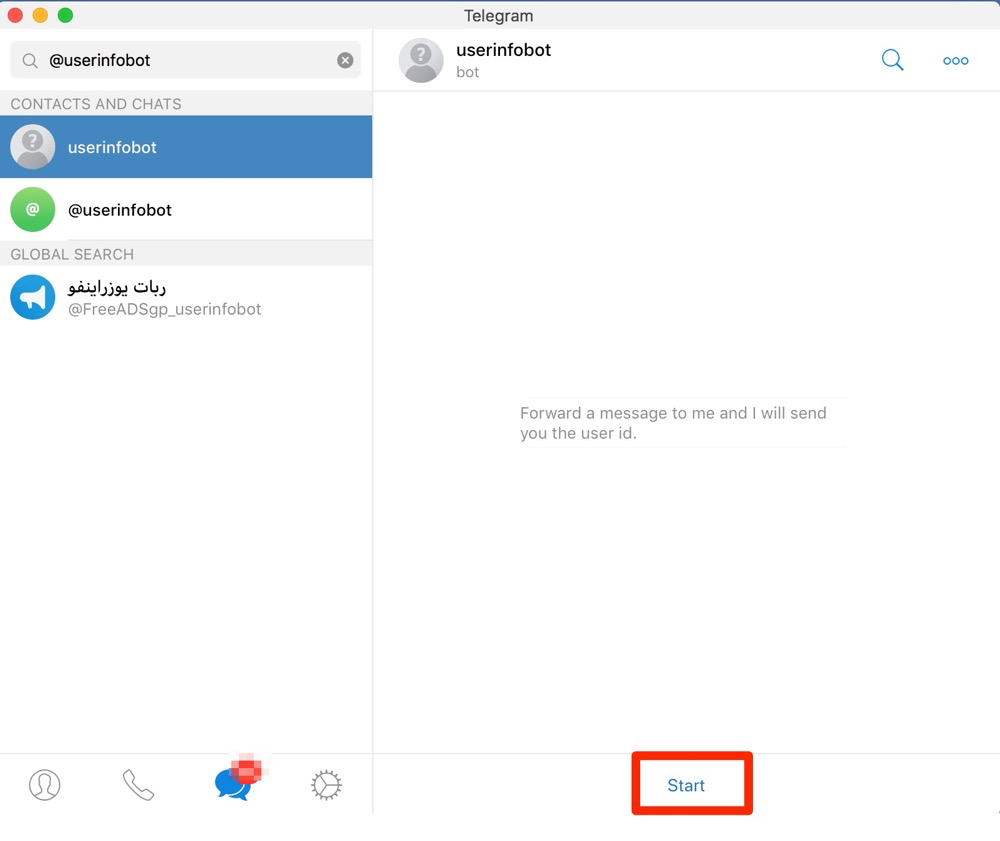 Telegram
@userinfobot
CONTACTS AND CHATS
userinfobot
@userinfobot
GLOBAL SEARCH
ربات یوزراینفو
@FreeADSgp_userinfobot
userinfobot
bot
Forward a message to me and I will send
you the user id.
Start